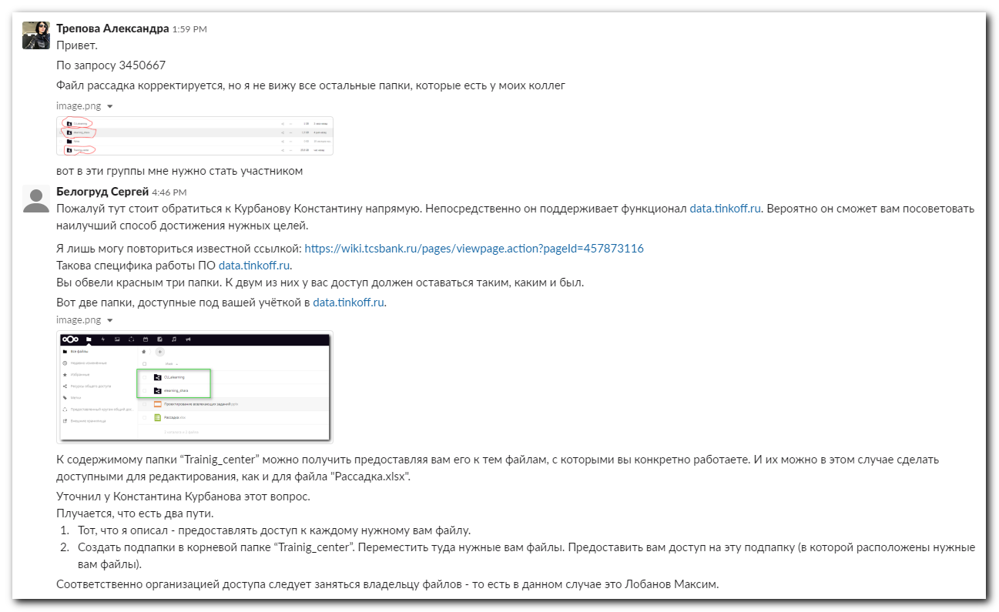 Трепова Александра 1:59 PM
Привет.
По запросу 3450667
Файл рассадка корректируется, но я не вижу все остальные папки, которые есть у моих коллег
image.png
вот в эти группы мне нужно стать участником
Белогруд Сергей 4:46 PM
Пожалуй тут стоит обратиться к Курбанову Константину напрямую. Непосредственно он поддерживает функционал data.tinkoff.ru. Вероятно он сможет вам посоветовать
наилучший способ достижения нужных целей.
Я лишь могу повториться известной ссылкой: https://wiki.tcsbank.ru/pages/viewpage.action?pageId=457873116
Такова специфика работы ПО data.tinkoff.ru.
Вы обвели красным три папки. К двум из них у вас доступ должен оставаться таким, каким и был.
Вот две папки, доступные под вашей учёткой в data.tinkoff.ru.
image.png
Все файлы
Недавно изменённые
Избранные
Ресурсы общего доступа
Метки
Предоставленный кругам общий дос...
Внешние хранилища
CU_elearning
elearning_share
Проектирование вовлекающих заданий.pptx
Рассадка.xlsx
К содержимому папки “Trainig_center” можно получить предоставляя вам его к тем файлам, с которыми вы конкретно работаете. И их можно в этом случае сделать
доступными для редактирования, как и для файла "Рассадка.xlsx".
Уточнил у Константина Курбанова этот вопрос.
Плучается, что есть два пути.
1. Тот, что я описал - предоставлять доступ к каждому нужному вам файлу.
2. Создать подпапки в корневой папке “Trainig_center”. Переместить туда нужные вам файлы. Предоставить вам доступ на эту подпапку (в которой расположены нужные
вам файлы).
Соответственно организацией доступа следует заняться владельцу файлов - то есть в данном случае это Лобанов Максим.